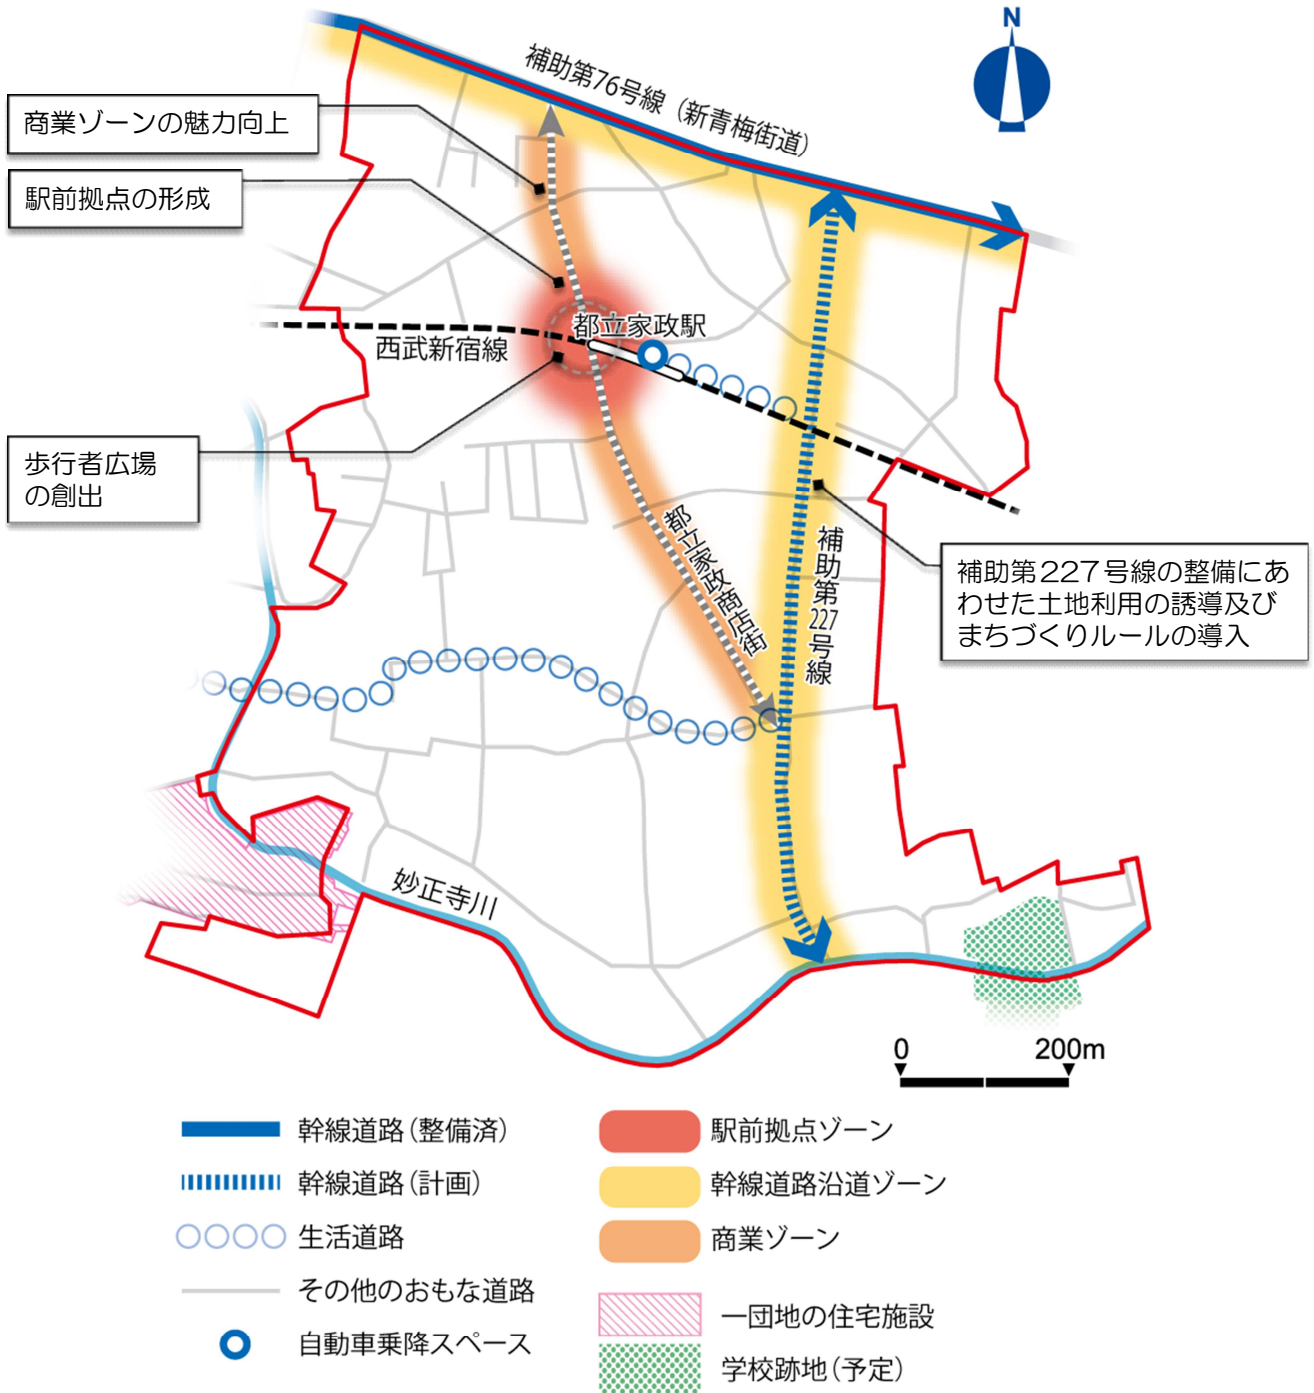 N
補助第76号線（新青梅街道）
商業ゾーンの魅力向上
駅前拠点の形成
都立家政駅
西武新宿線
歩行者広場
の創出
都立家政商店街
補助第227号線
補助第227号線の整備にあ
わせた土地利用の誘導及び
まちづくりルールの導入
妙正寺川
0 200m
幹線道路（整備済）
幹線道路（計画）
生活道路
その他のおもな道路
自動車乗降スペース
駅前拠点ゾーン
幹線道路沿道ゾーン
商業ゾーン
一団地の住宅施設
学校跡地（予定）